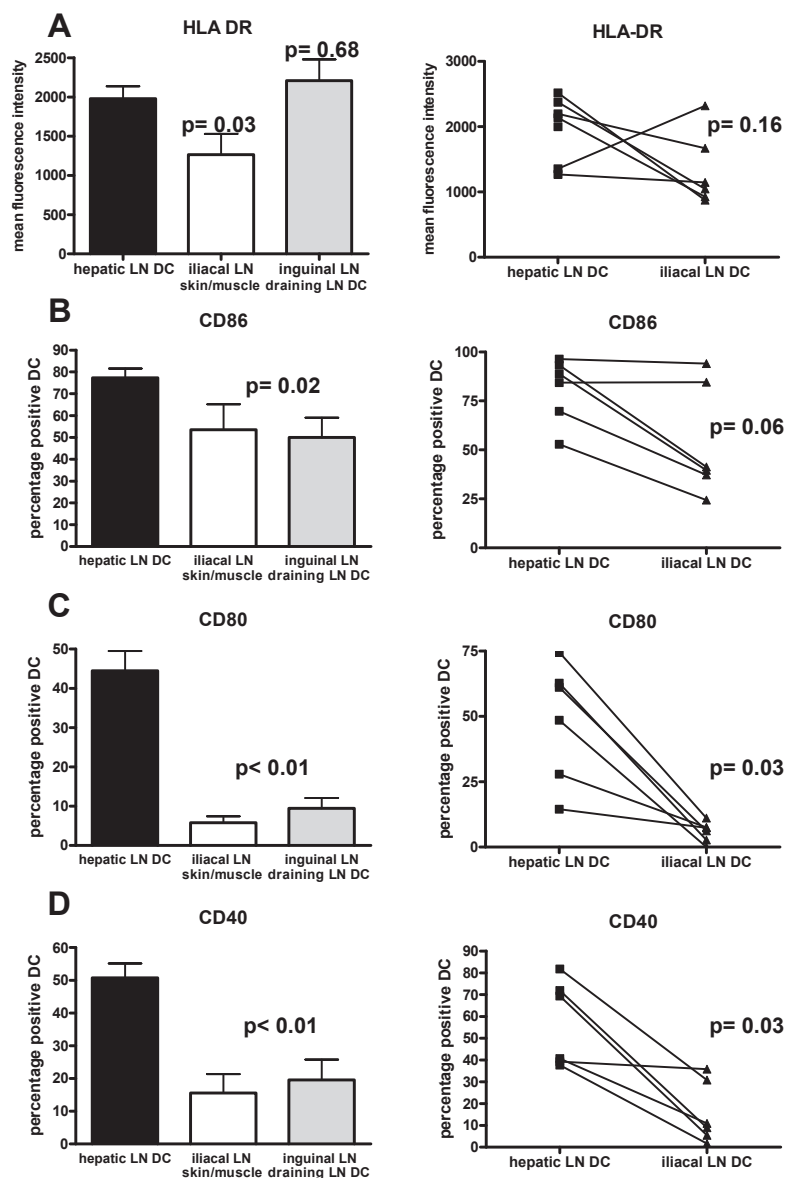 A
HLA DR
mean fluorescence intensity
2500
2000
1500
1000
500
0
p= 0.03
p= 0.68
hepatic LN DC
iliacal LN
skin/muscle
inguinal LN
draining LN DC
HLA-DR
mean fluorescence intensity
3000
2000
1000
0
p= 0.16
hepatic LN DC
iliacal LN DC
B
CD86
percentage positive DC
90
80
70
60
50
40
30
20
10
0
p= 0.02
hepatic LN DC
iliacal LN
skin/muscle
inguinal LN
draining LN DC
CD86
percentage positive DC
100
75
50
25
0
p= 0.06
hepatic LN DC
iliacal LN DC
C
CD80
percentage positive DC
50
40
30
20
10
0
p< 0.01
hepatic LN DC
iliacal LN
skin/muscle
inguinal LN
draining LN DC
CD80
percentage positive DC
75
50
25
0
p= 0.03
hepatic LN DC
iliacal LN DC
D
CD40
percentage positive DC
60
50
40
30
20
10
0
p< 0.01
hepatic LN DC
iliacal LN
skin/muscle
inguinal LN
draining LN DC
CD40
percentage positive DC
90
80
70
60
50
40
30
20
10
0
p= 0.03
hepatic LN DC
iliacal LN DC